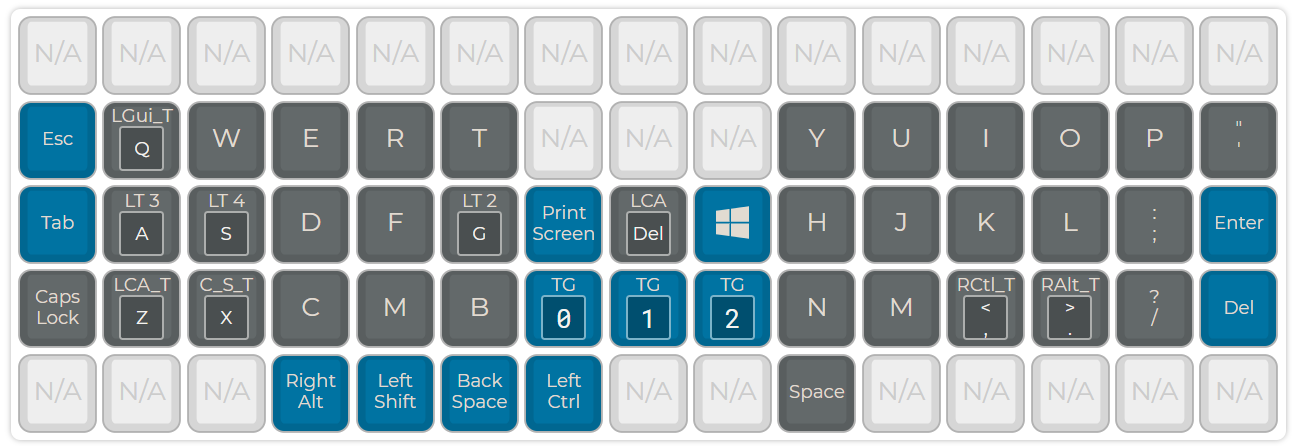 N/A N/A N/A N/A N/A N/A N/A N/A N/A N/A N/A N/A N/A N/A N/A
Esc LGui_T Q W E R T N/A N/A N/A Y U I O P " '
Tab LT 3 A LT 4 S D F LT 2 G Print Screen LCA Del H J K L : ; Enter
Caps Lock LCA_T Z C_S_T X C M B TG 0 TG 1 TG 2 N M RCtl_T < , RAlt_T > . ? / Del
N/A N/A N/A Right Alt Left Shift Back Space Left Ctrl N/A N/A Space N/A N/A N/A N/A N/A